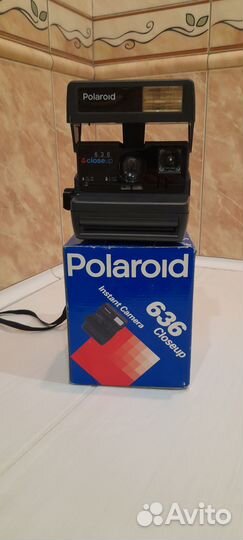 Polaroid
636
closeup
Polaroid
Instant Camera
636
Closeup
Avito